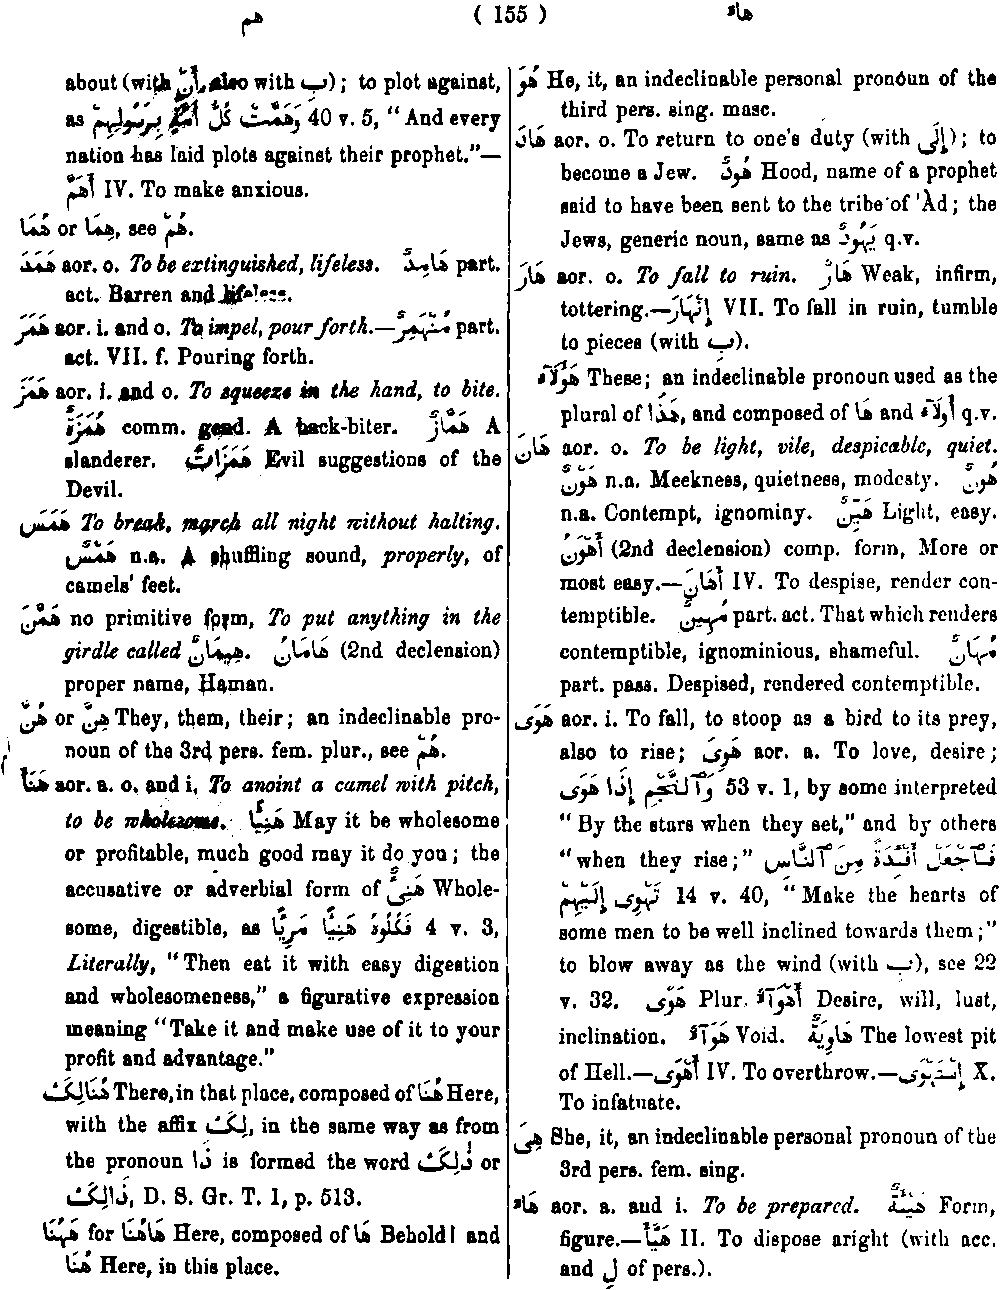 هم ( 155 ) هاء
about (with أَنْ, also with ب); to plot against,
as وَهَمَّتْ كُلُّ أُمَّةٍ بِرَسُولِهِمْ 40 v. 5, "And every
nation has laid plots against their prophet."—
أَهَمَّ IV. To make anxious.
هُمَا or هِمَا, see هُمْ.
هَمَدَ aor. o. To be extinguished, lifeless. هَامِدٌ part.
act. Barren and lifeless.
هَمَرَ aor. i. and o. To impel, pour forth.—مُنْهَمِرٌ part.
act. VII. f. Pouring forth.
هَمَزَ aor. i. and o. To squeeze in the hand, to bite.
هُمَزَةٌ comm. gend. A back-biter. هَمَّازٌ A
slanderer. هَمَزَاتٌ Evil suggestions of the
Devil.
هَمَسَ To break, march all night without halting.
هَمْسٌ n.a. A shuffling sound, properly, of
camels' feet.
هَمْنٌ no primitive form, To put anything in the
girdle called هِيمَانٌ. هَامَانُ (2nd declension)
proper name, Haman.
هُنَّ or هِنَّ They, them, their; an indeclinable pro-
noun of the 3rd pers. fem. plur., see هُمْ.
هَنَأَ aor. a. o. and i. To anoint a camel with pitch,
to be wholesome. هَنِيًّا May it be wholesome
or profitable, much good may it do you; the
accusative or adverbial form of هَنِيٌّ Whole-
some, digestible, as فَكُلُوهُ هَنِيًّا مَرِيًّا 4 v. 3,
Literally, "Then eat it with easy digestion
and wholesomeness," a figurative expression
meaning "Take it and make use of it to your
profit and advantage."
هُنَالِكَ There, in that place, composed of هُنَا Here,
with the affix لِكَ, in the same way as from
the pronoun ذَا is formed the word ذٰلِكَ or
ذَالِكَ, D. S. Gr. T. 1, p. 513.
هٰهُنَا for هَاهُنَا Here, composed of هَا Behold! and
هُنَا Here, in this place.
هُوَ He, it, an indeclinable personal pronoun of the
third pers. sing. masc.
هَادَ aor. o. To return to one's duty (with إِلَى); to
become a Jew. هُودٌ Hood, name of a prophet
said to have been sent to the tribe of 'Ad; the
Jews, generic noun, same as يَهُودٌ q.v.
هَارَ aor. o. To fall to ruin. هَارٌ Weak, infirm,
tottering.—إِنْهَارَ VII. To fall in ruin, tumble
to pieces (with ب).
هٰؤُلَآءِ These; an indeclinable pronoun used as the
plural of هٰذَا, and composed of هَا and أُولَآءِ q.v.
هَانَ aor. o. To be light, vile, despicable, quiet.
هَوْنٌ n.a. Meekness, quietness, modesty. هُونٌ
n.a. Contempt, ignominy. هَيِّنٌ Light, easy.
أَهْوَنُ (2nd declension) comp. form, More or
most easy.—أَهَانَ IV. To despise, render con-
temptible. مُهِينٌ part. act. That which renders
contemptible, ignominious, shameful. مُهَانٌ
part. pass. Despised, rendered contemptible.
هَوَى aor. i. To fall, to stoop as a bird to its prey,
also to rise; هَوِيَ aor. a. To love, desire;
وَٱلنَّجْمِ إِذَا هَوَى 53 v. 1, by some interpreted
"By the stars when they set," and by others
"when they rise;" فَٱجْعَلْ أَفْئِدَةً مِنَ ٱلنَّاسِ
تَهْوِى إِلَيْهِمْ 14 v. 40, "Make the hearts of
some men to be well inclined towards them;"
to blow away as the wind (with ب), see 22
v. 32. هَوًى Plur. أَهْوَآءٌ Desire, will, lust,
inclination. هَوَآءٌ Void. هَاوِيَةٌ The lowest pit
of Hell.—أَهْوَى IV. To overthrow.—إِسْتَهْوَى X.
To infatuate.
هِيَ She, it, an indeclinable personal pronoun of the
3rd pers. fem. sing.
هَاءَ aor. a. and i. To be prepared. هَيْئَةٌ Form,
figure.—هَيَّأَ II. To dispose aright (with acc.
and لِ of pers.).